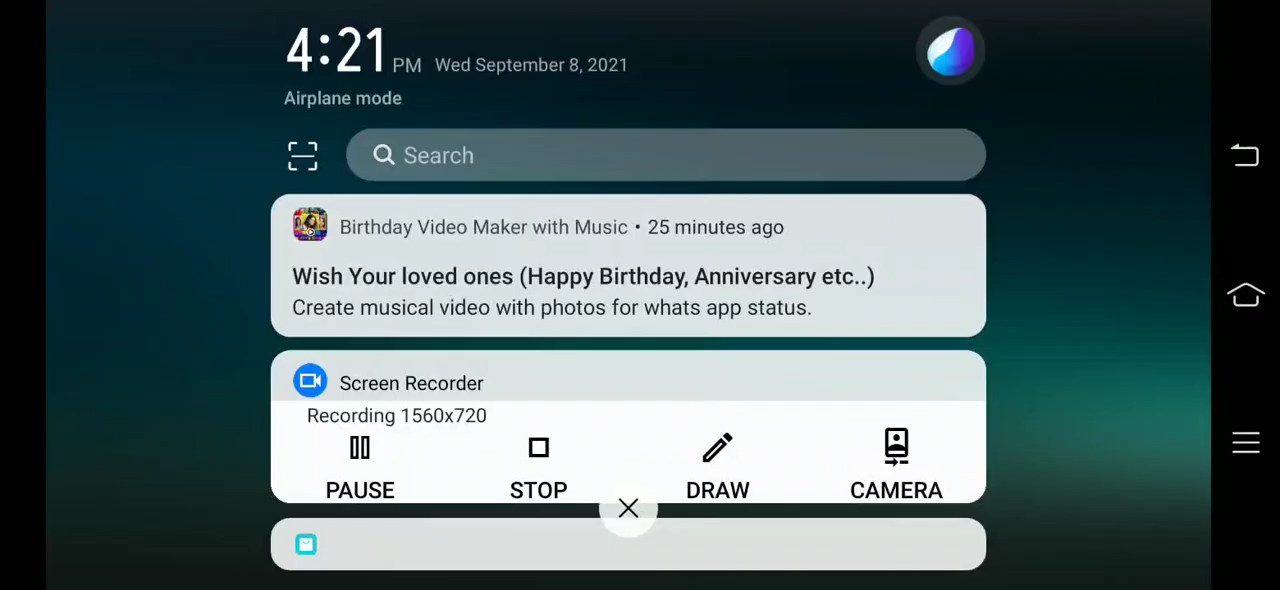 4:21 PM Wed September 8, 2021
Airplane mode
Search
Birthday Video Maker with Music • 25 minutes ago
Wish Your loved ones (Happy Birthday, Anniversary etc..)
Create musical video with photos for whats app status.
Screen Recorder
Recording 1560x720
PAUSE STOP DRAW CAMERA